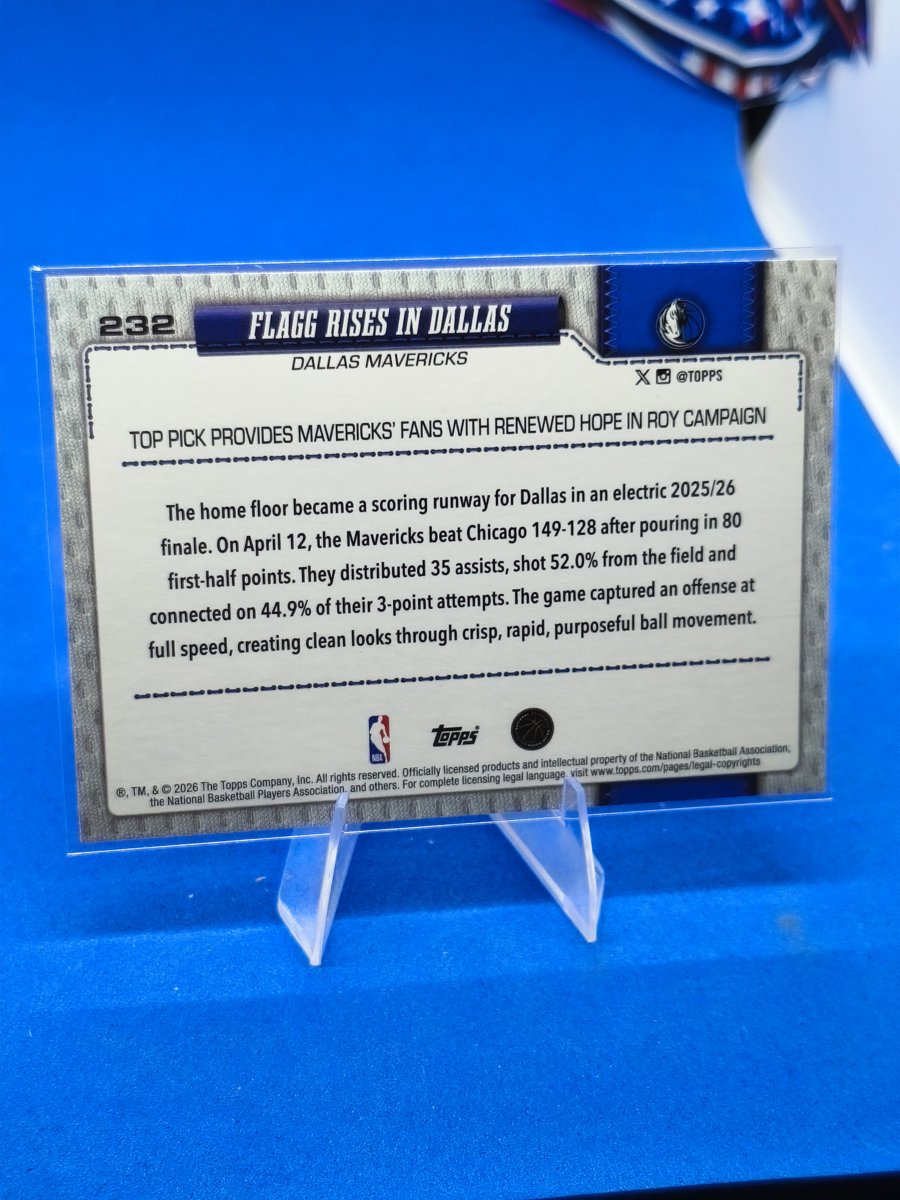 232
FLAGG RISES IN DALLAS
DALLAS MAVERICKS
@TOPPS
TOP PICK PROVIDES MAVERICKS' FANS WITH RENEWED HOPE IN ROY CAMPAIGN
The home floor became a scoring runway for Dallas in an electric 2025/26
finale. On April 12, the Mavericks beat Chicago 149-128 after pouring in 80
first-half points. They distributed 35 assists, shot 52.0% from the field and
connected on 44.9% of their 3-point attempts. The game captured an offense at
full speed, creating clean looks through crisp, rapid, purposeful ball movement.
NBA
Topps
®, TM, & © 2026 The Topps Company, Inc. All rights reserved. Officially licensed products and intellectual property of the National Basketball Association,
the National Basketball Players Association, and others. For complete licensing legal language, visit www.topps.com/pages/legal-copyrights